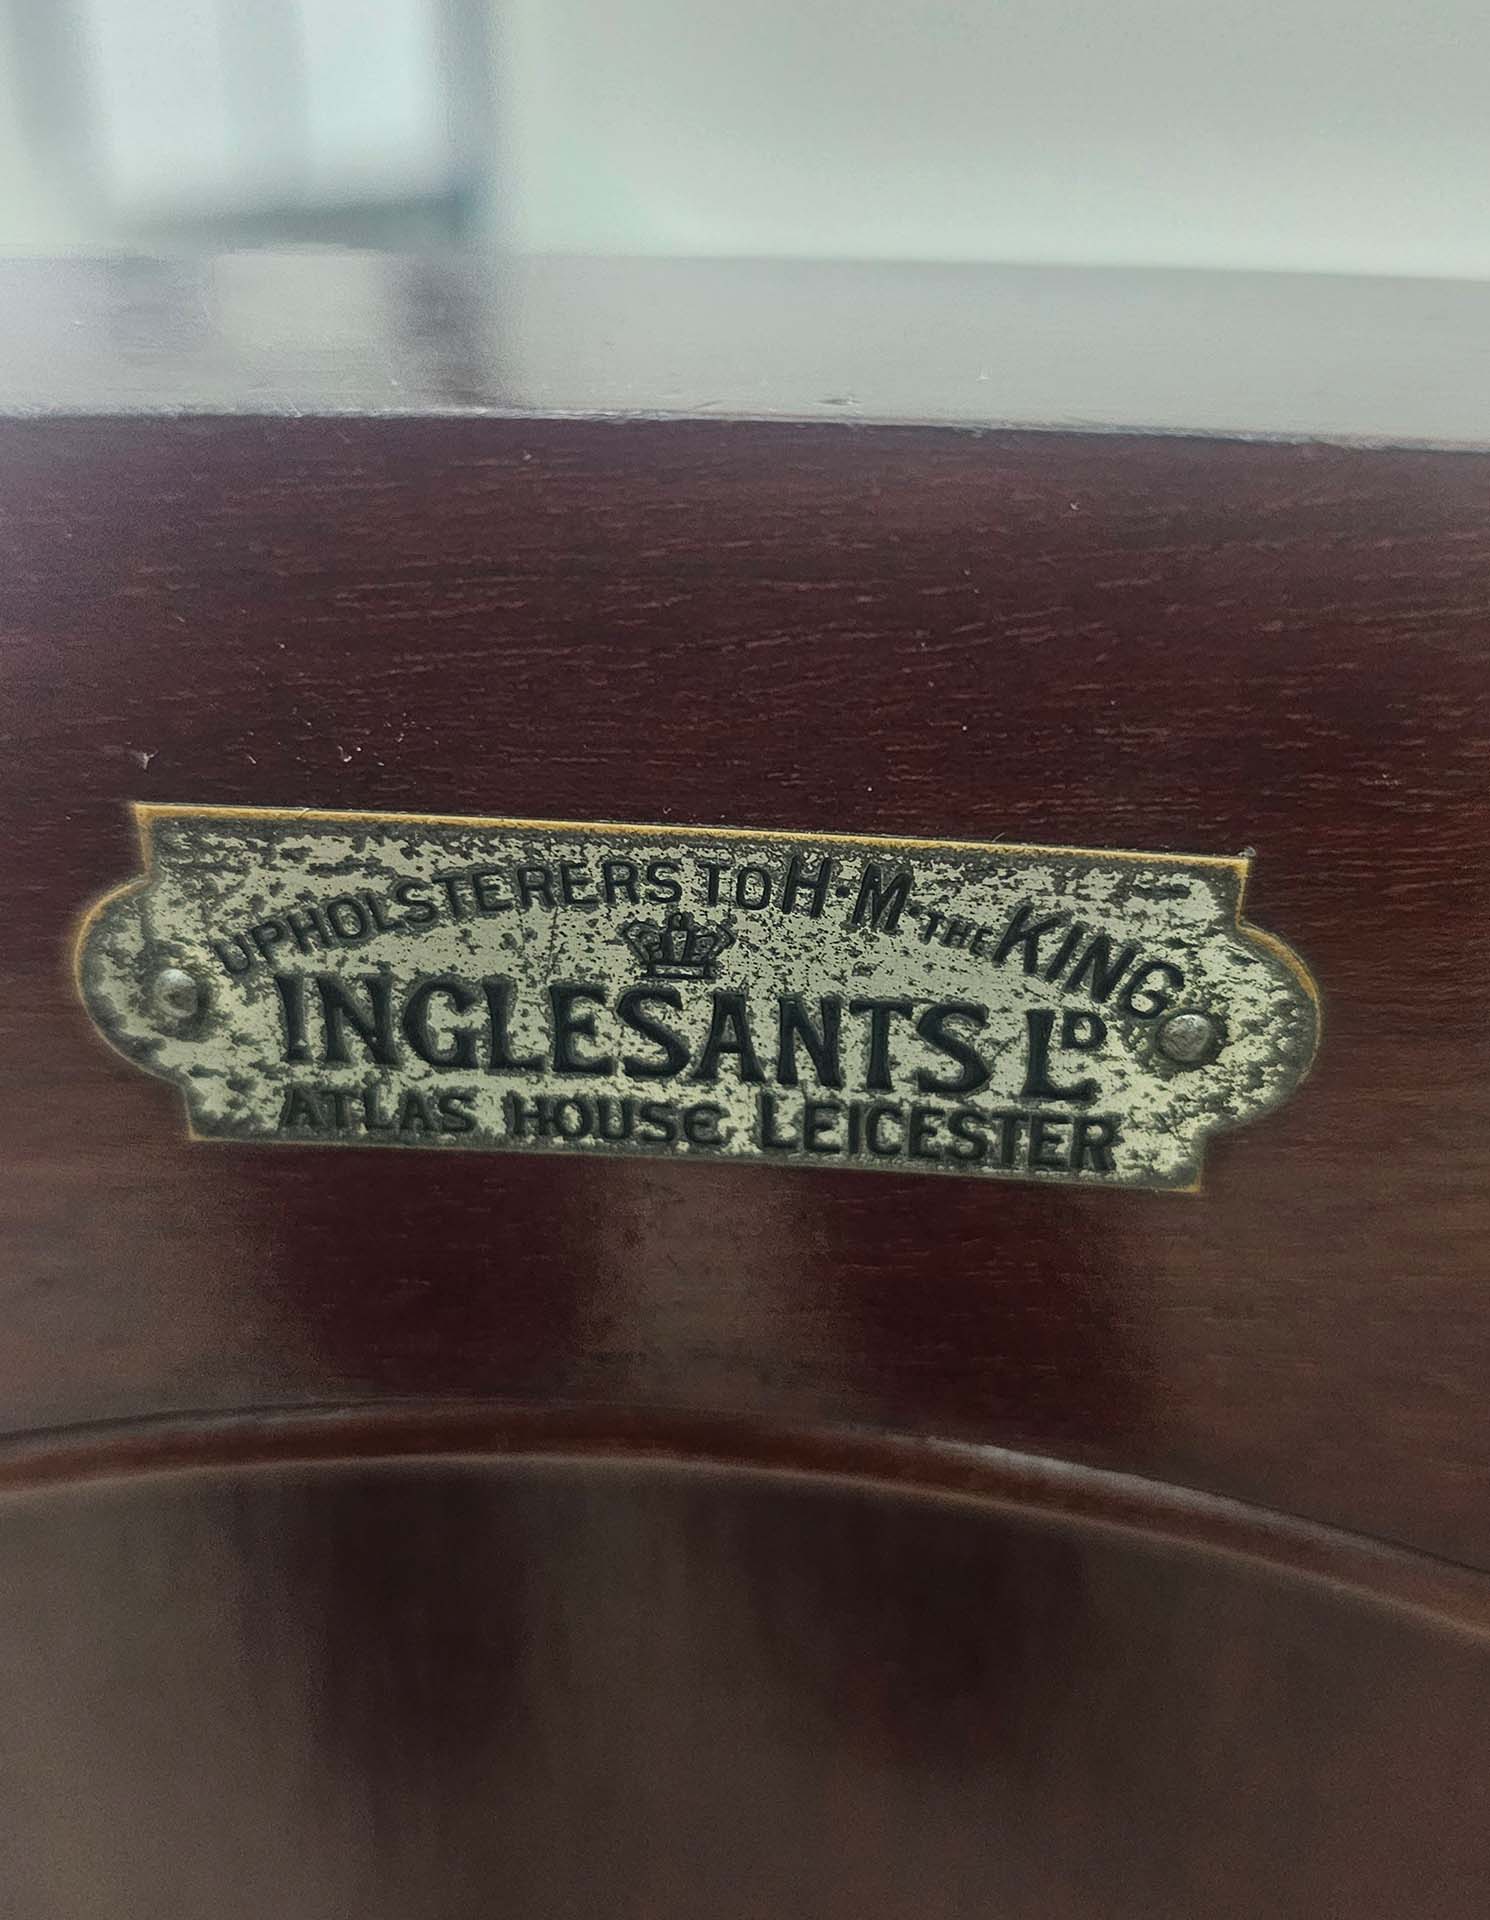 UPHOLSTERERS TO H·M·THE KING
INGLESANTS LD
ATLAS HOUSE LEICESTER